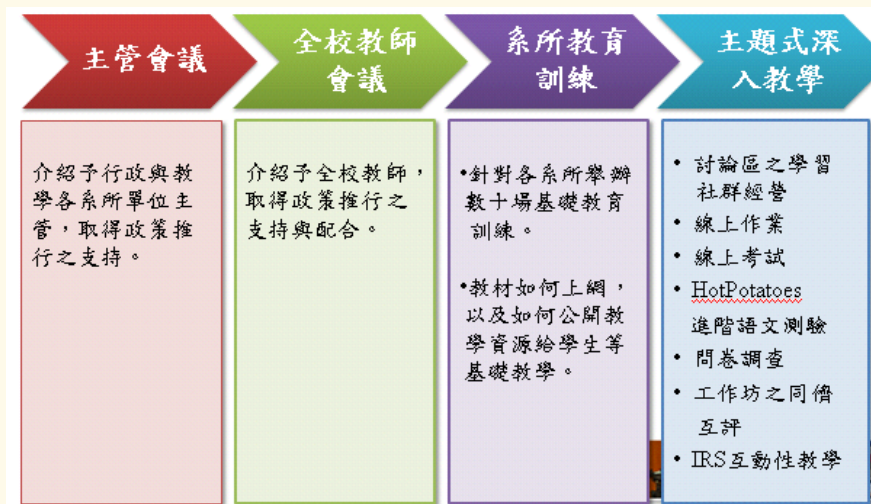 主管會議
介紹予行政與教
學各系所單位主
管，取得政策推
行之支持。
全校教師
會議
介紹予全校教師，
取得政策推行之
支持與配合。
系所教育
訓練
•針對各系所舉辦
數十場基礎教育
訓練。
•教材如何上網，
以及如何公開教
學資源給學生等
基礎教學。
主題式深
入教學
• 討論區之學習
社群經營
• 線上作業
• 線上考試
• HotPotatoes
進階語文測驗
• 問卷調查
• 工作坊之同儕
互評
• IRS互動性教學